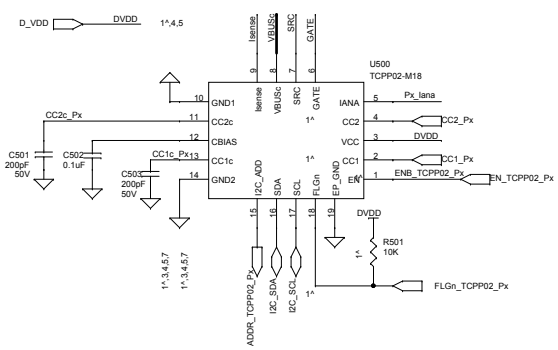 D_VDD DVDD 1^,4,5
Isense
VBUSc
SRC
GATE
9 8 7 6
U500
TCPP02-M18
Isense
VBUSc
SRC
GATE
10 GND1
IANA 5 Px_Iana
CC2c_Px 11 CC2c
1^
CC2 4 CC2_Px
12 CBIAS
VCC 3 DVDD
C501
200pF
50V
C502
0.1uF
CC1c_Px 13 CC1c
1^
CC1 2 CC1_Px
C503
200pF
50V
14 GND2
EN 1 ENB_TCPP02_Px EN_TCPP02_Px
1^
I2C_ADD
SDA
SCL
FLGn
EP_GND
15 16 17 18 19
DVDD
R501
10K
1^
1^,3,4,5,7
1^,3,4,5,7
ADDR_TCPP02_Px
I2C_SDA
I2C_SCL
1^
FLGn_TCPP02_Px